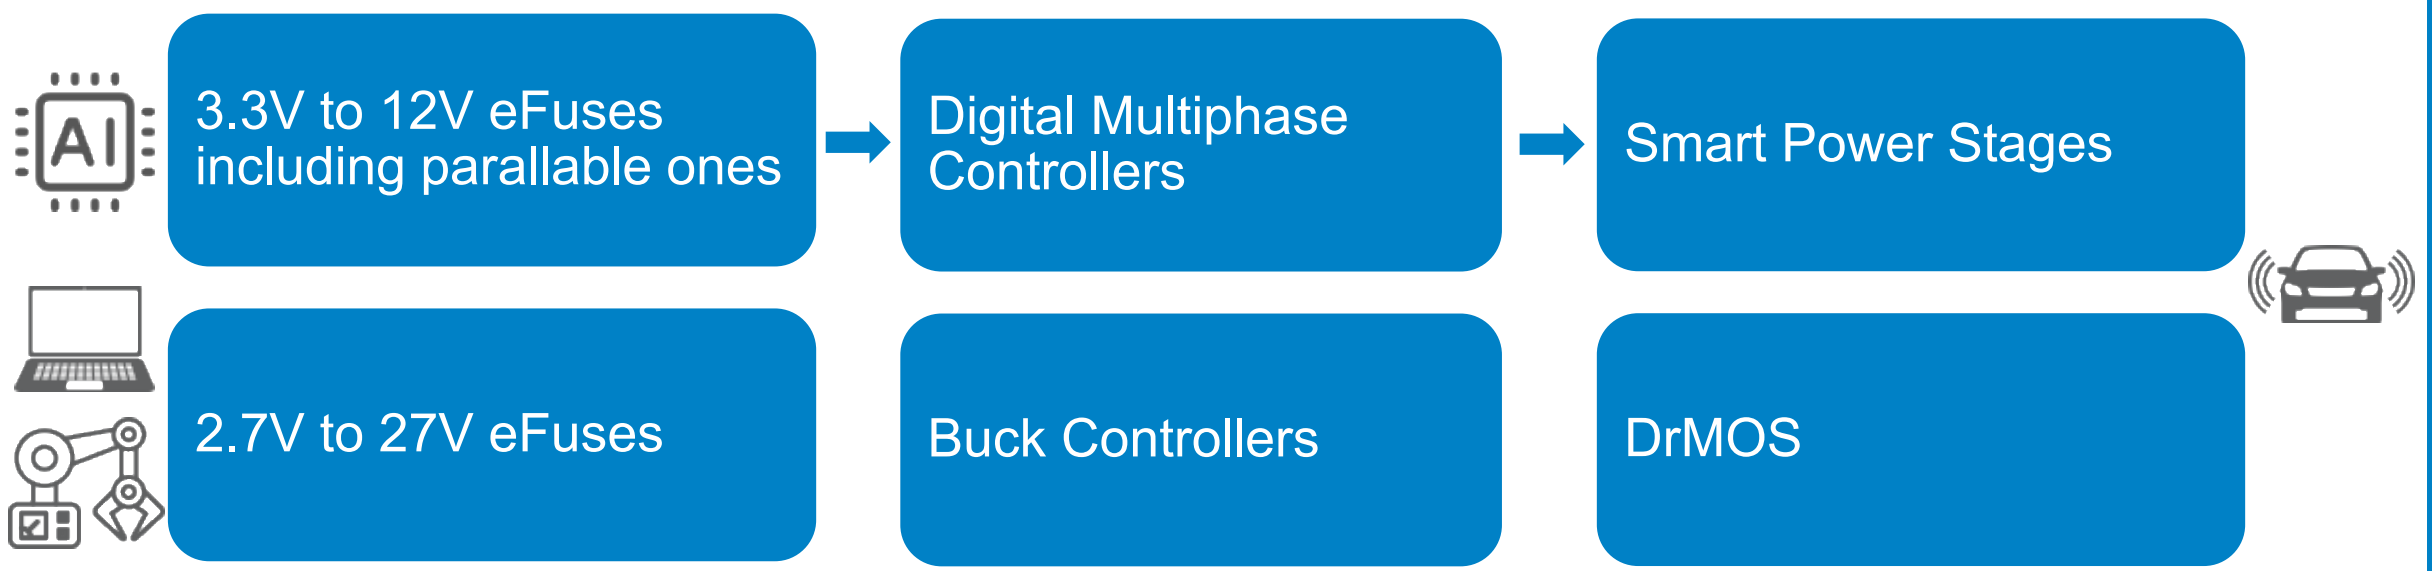 AI
3.3V to 12V eFuses
including parallable ones
Digital Multiphase
Controllers
Smart Power Stages
2.7V to 27V eFuses
Buck Controllers
DrMOS